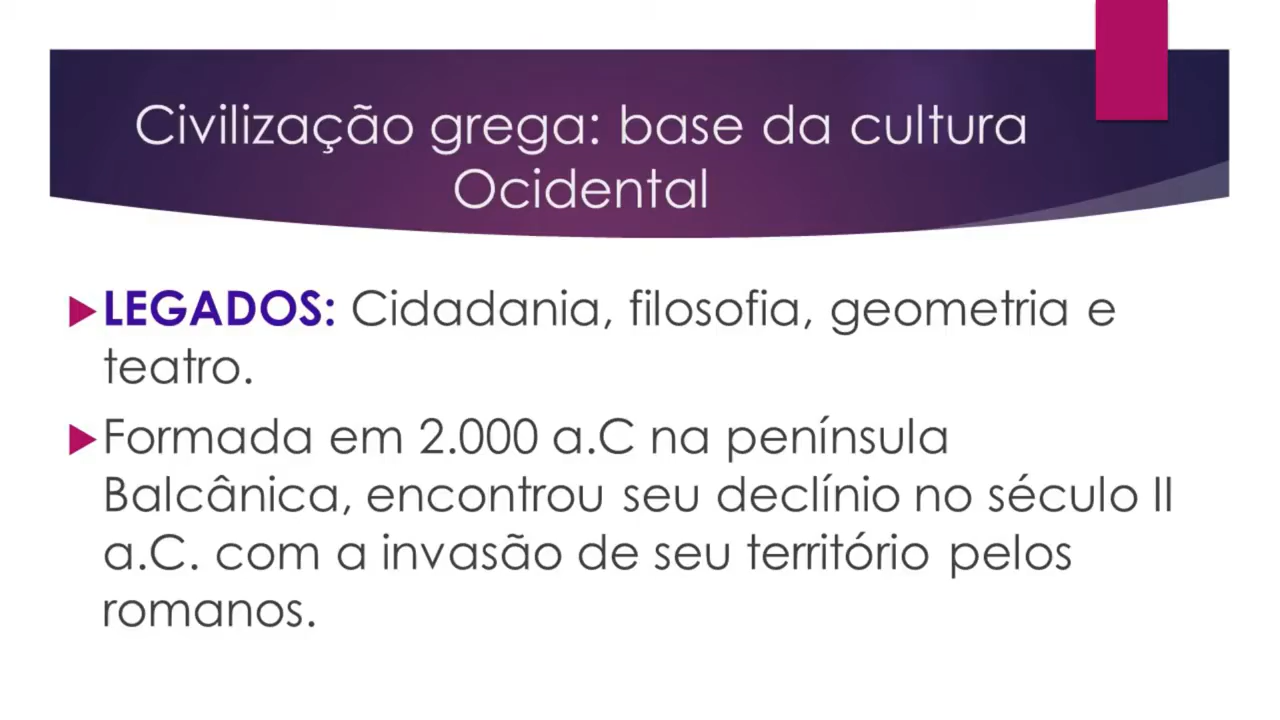 Civilização grega: base da cultura
Ocidental
LEGADOS: Cidadania, filosofia, geometria e
teatro.
Formada em 2.000 a.C na península
Balcânica, encontrou seu declínio no século II
a.C. com a invasão de seu território pelos
romanos.